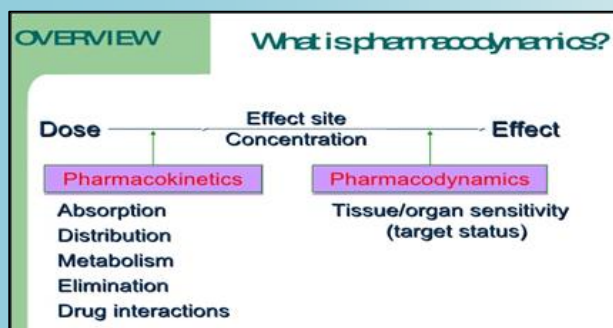 OVERVIEW
What is pharmacodynamics?
Dose
Effect site
Concentration
Effect
Pharmacokinetics
Absorption
Distribution
Metabolism
Elimination
Drug interactions
Pharmacodynamics
Tissue/organ sensitivity
(target status)